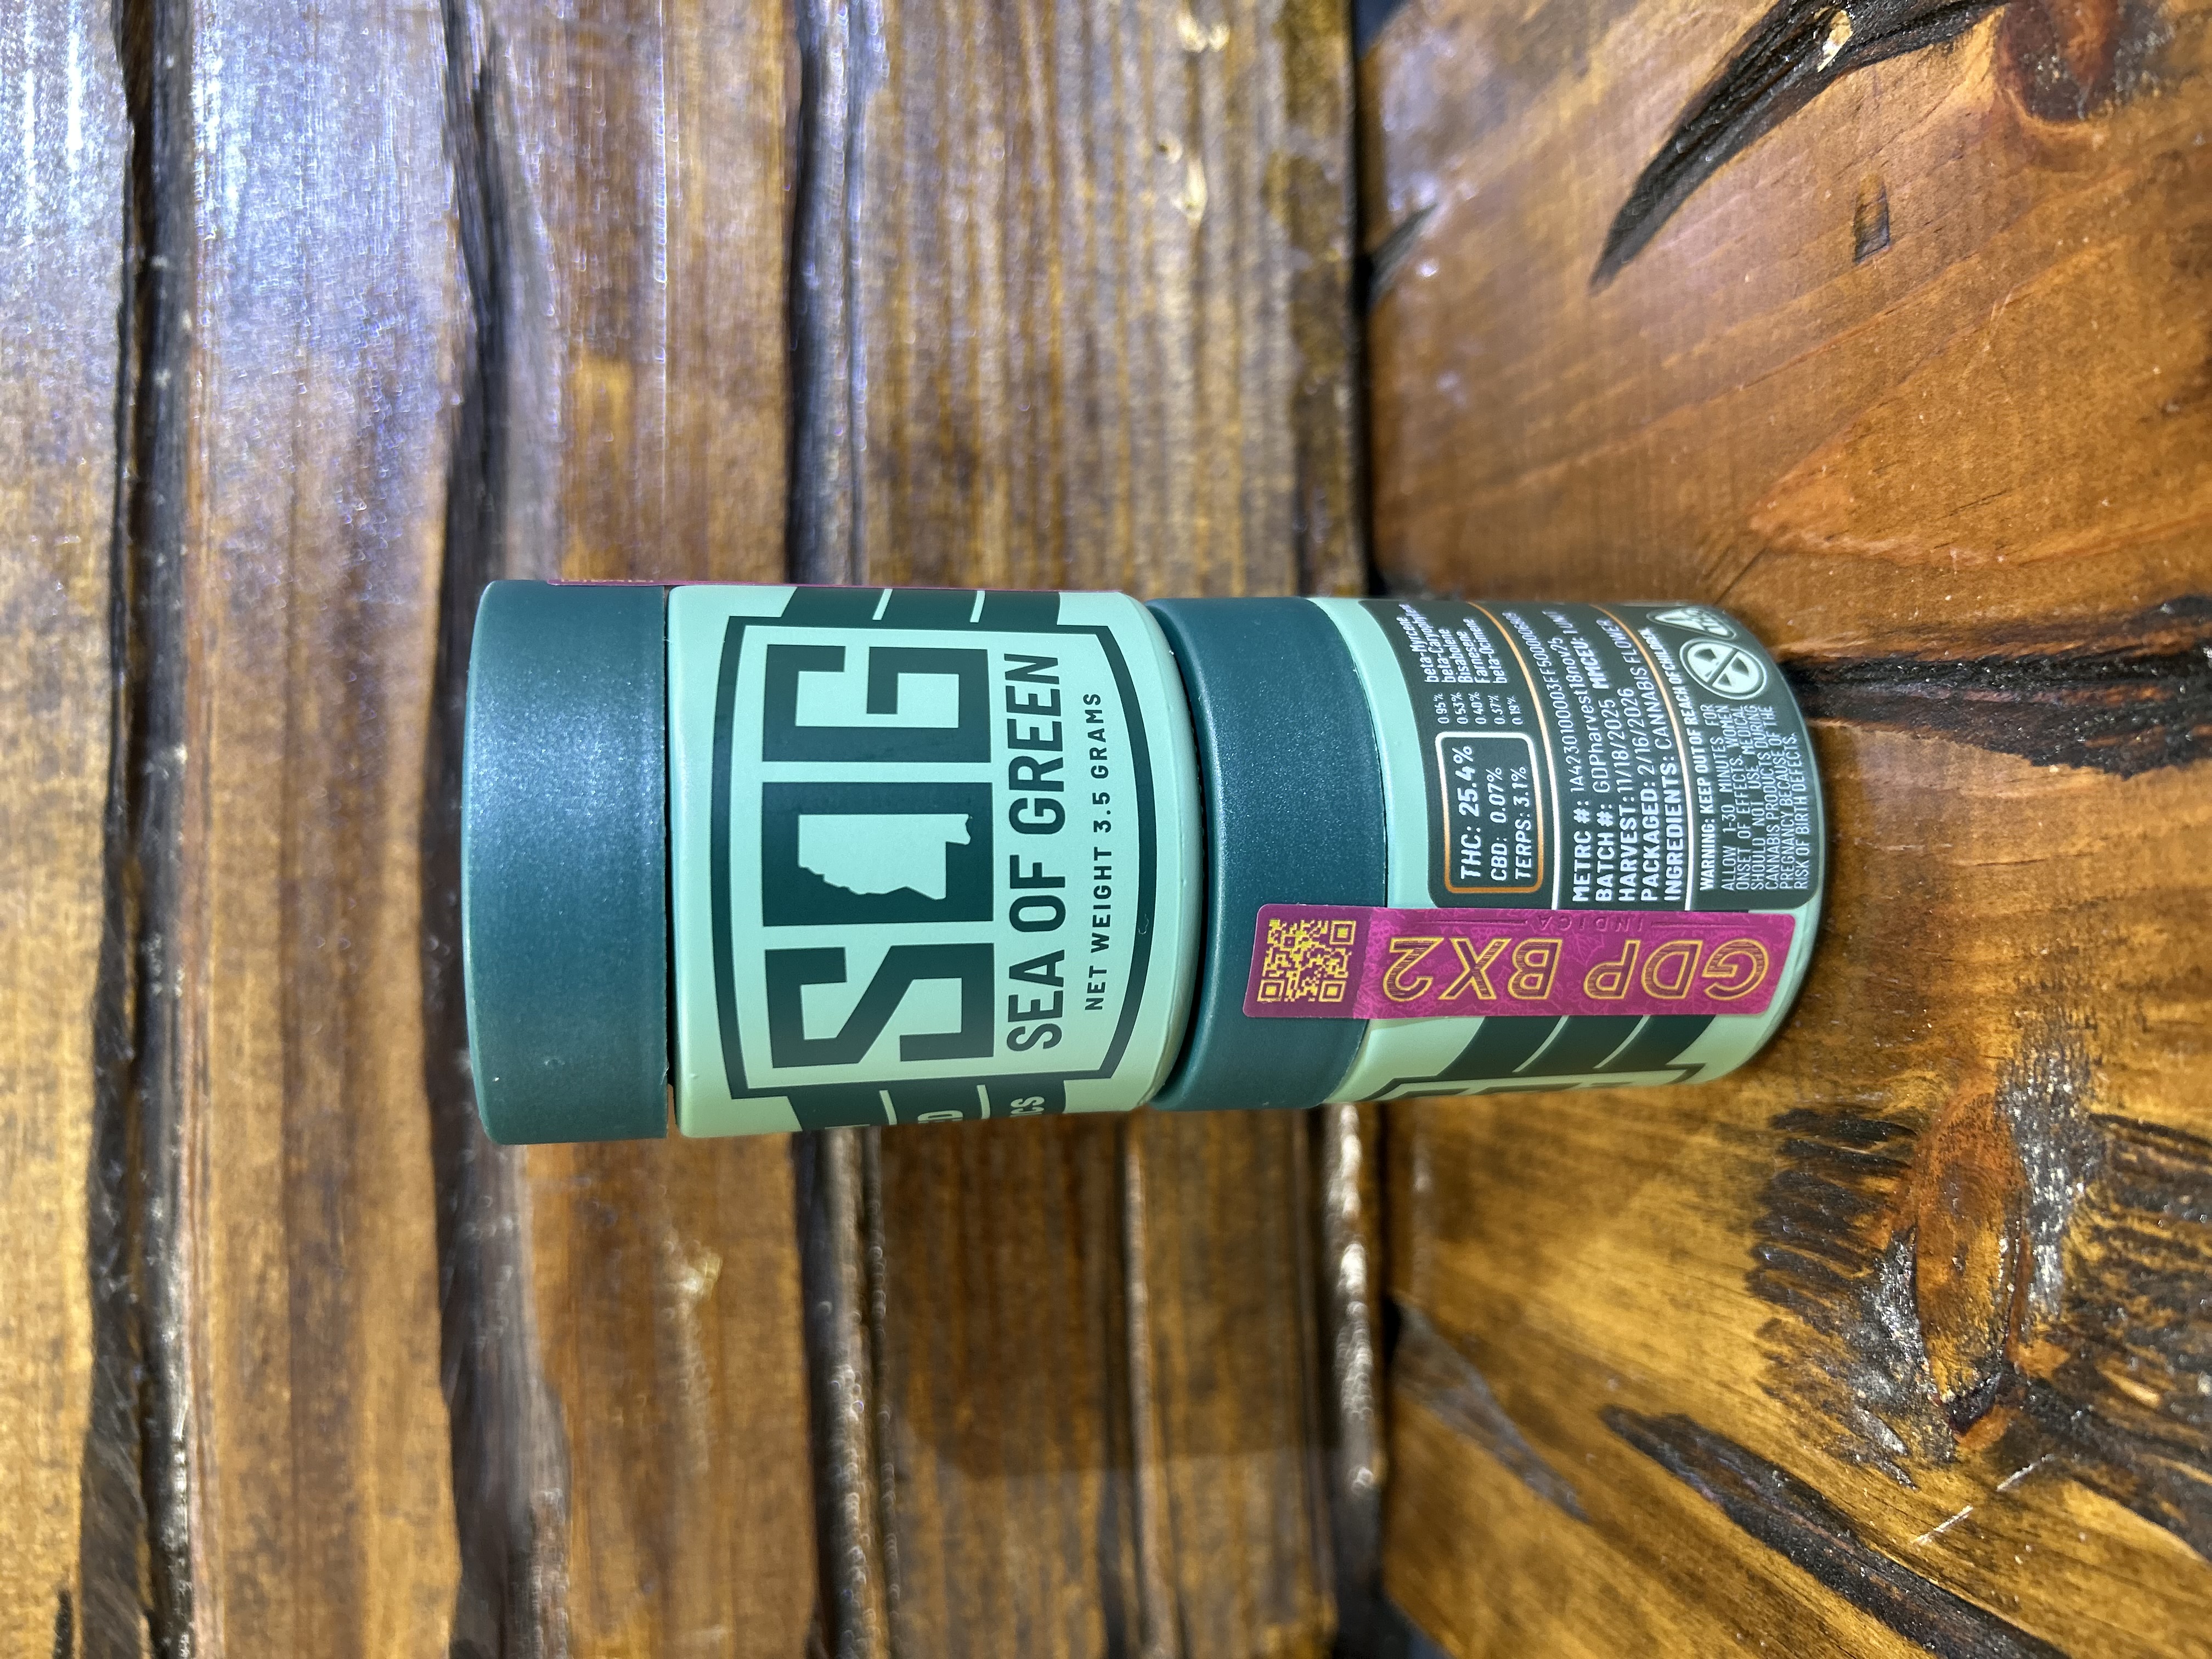 SOG
SEA OF GREEN
NET WEIGHT 3.5 GRAMS
GDP BX2
INDICA
THC: 25.4%
CBD: 0.07%
TERPS: 3.1%
0.95% beta-Myrcene
0.53%
0.40% Bisabolene
0.37% Farnesene
0.19% beta-Ocimene
METRC #:
BATCH #: GDPharvest18nov25
HARVEST: 11/18/2025
PACKAGED: 2/16/2026
INGREDIENTS: CANNABIS FLOWER
WARNING: KEEP OUT OF REACH OF CHILDREN
ALLOW 1-30 MINUTES FOR
ONSET OF EFFECTS. WOMEN
SHOULD NOT USE MEDICAL
CANNABIS PRODUCTS DURING
PREGNANCY BECAUSE OF THE
RISK OF BIRTH DEFECTS.